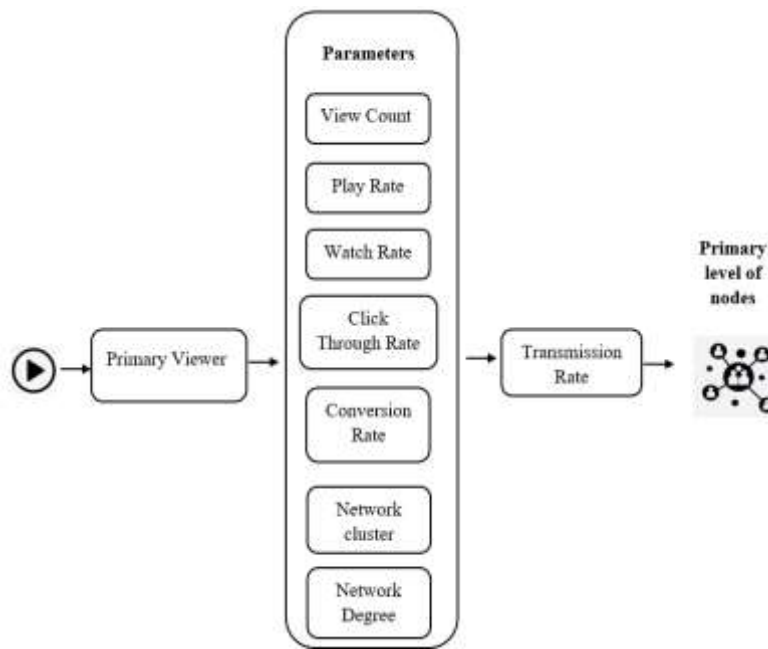 Parameters
View Count
Play Rate
Watch Rate
Click
Through Rate
Conversion
Rate
Network
cluster
Network
Degree
Primary Viewer
Transmission
Rate
Primary
level of
nodes